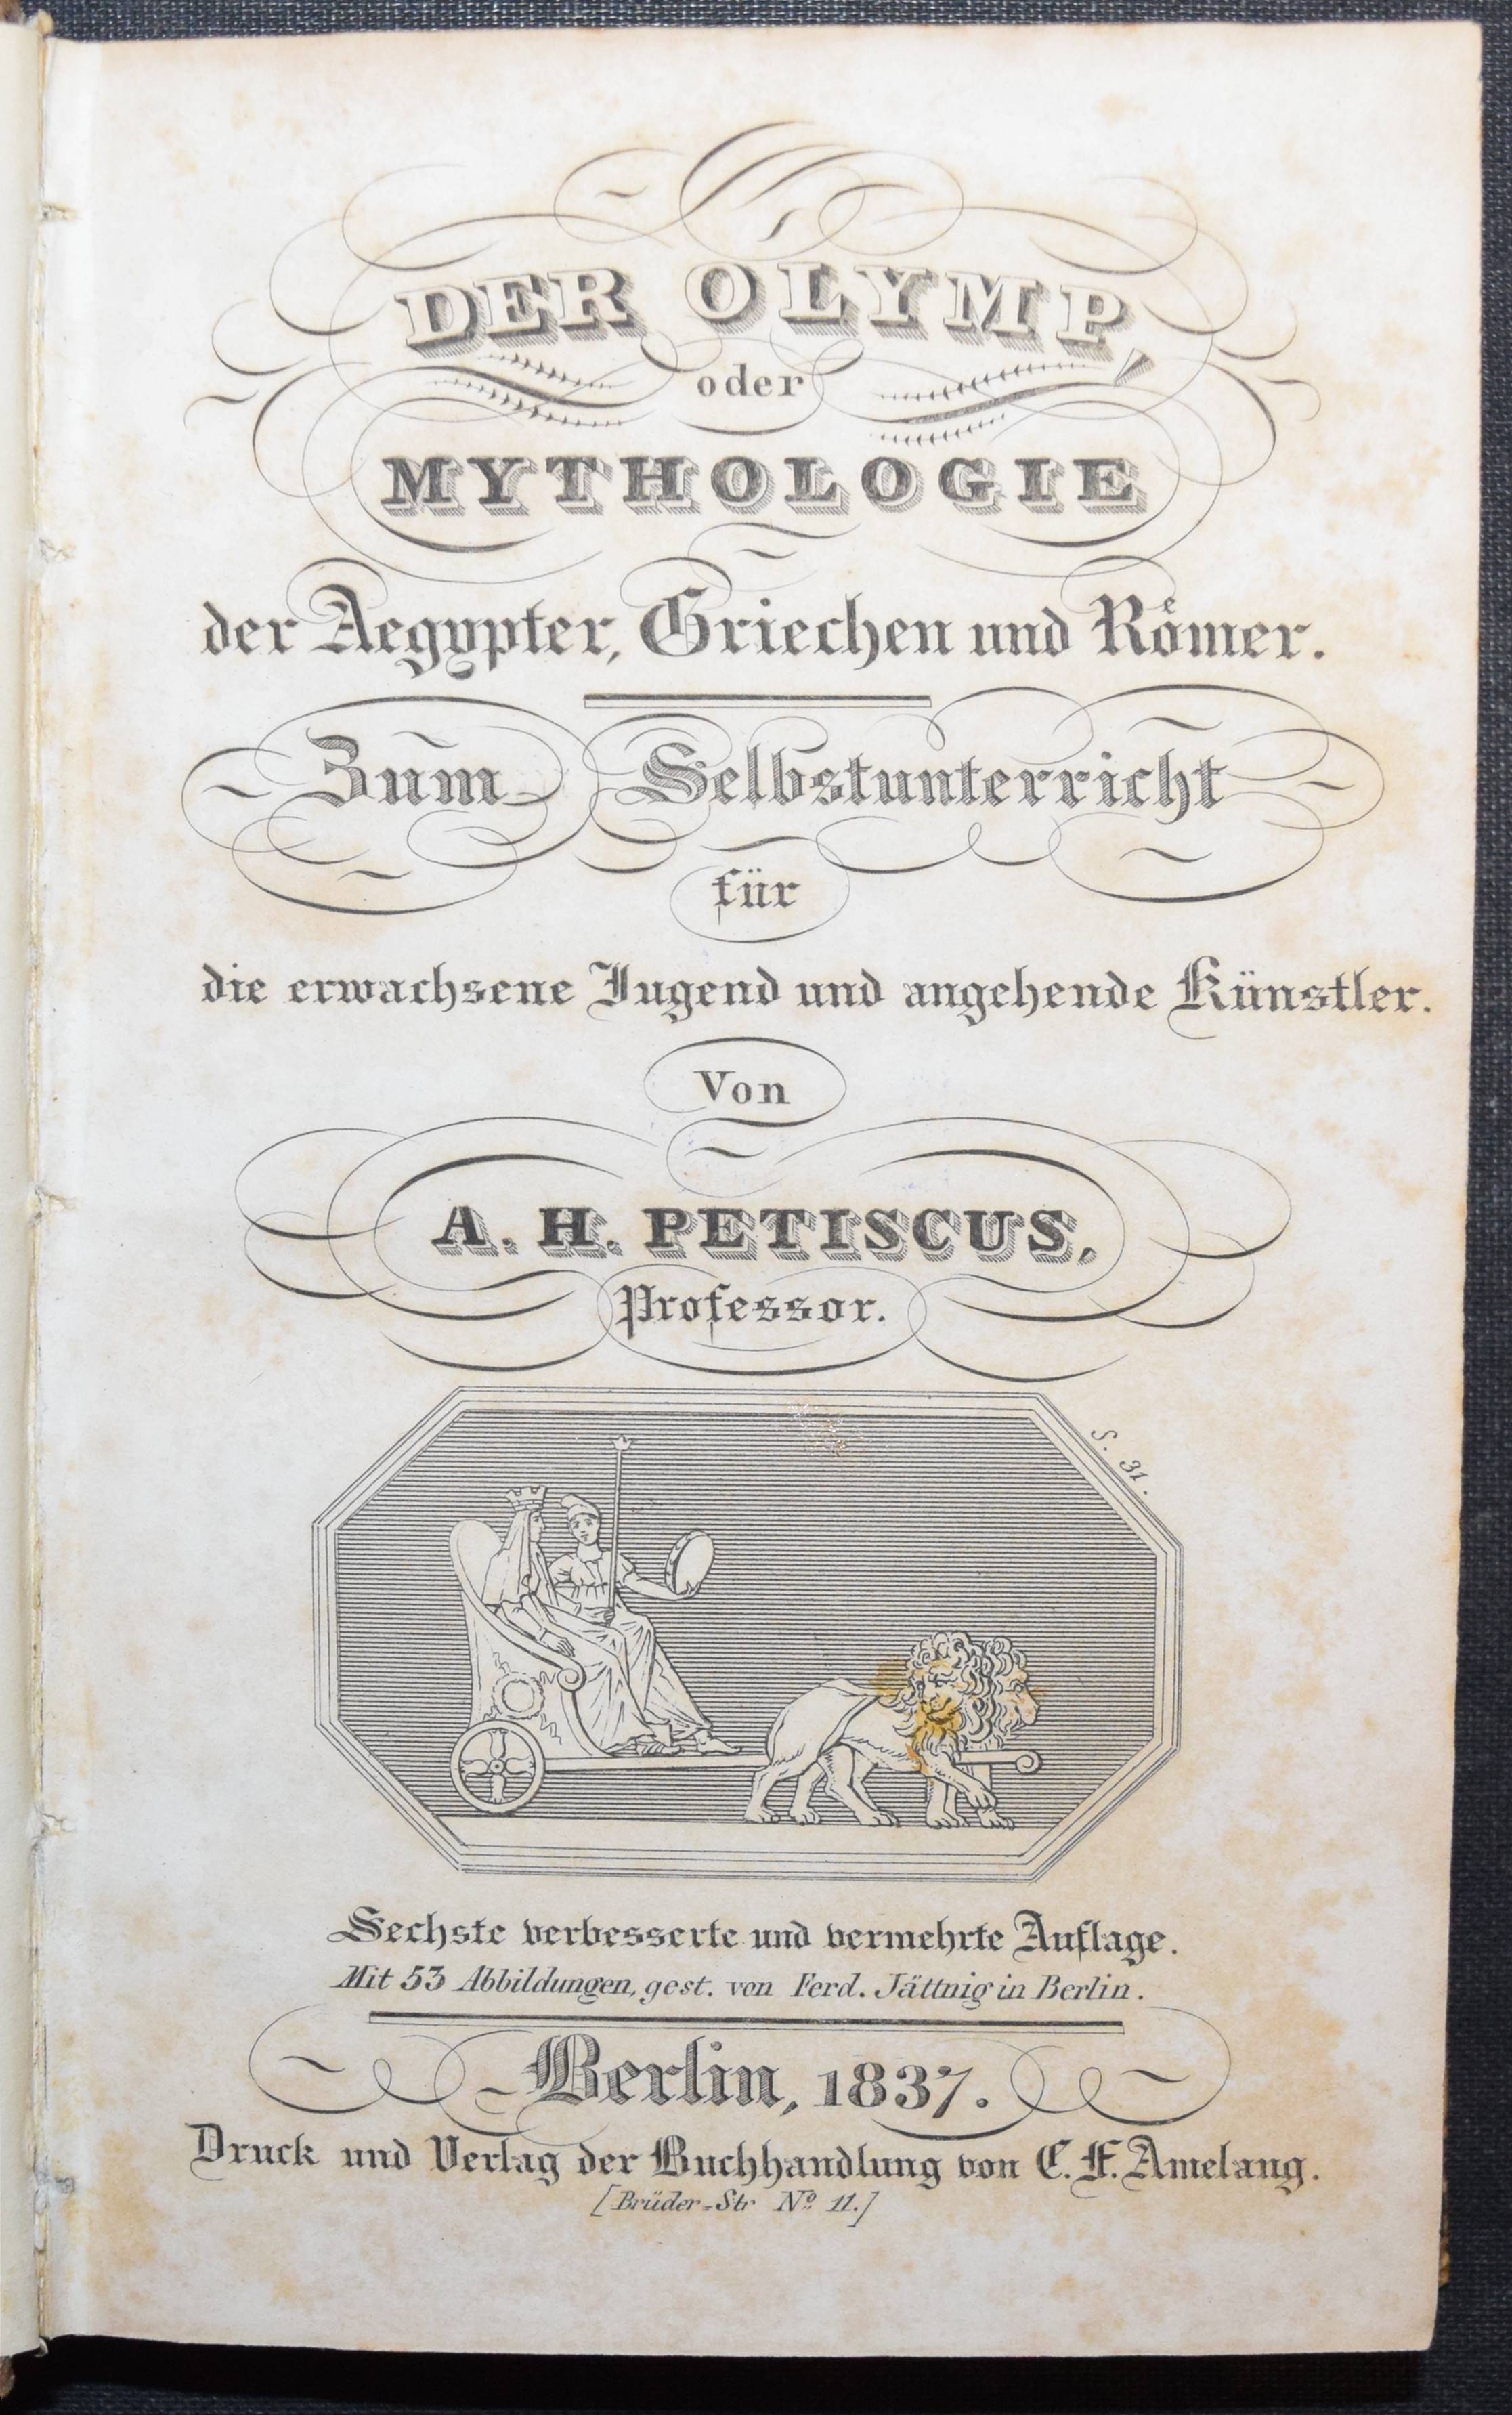 DER OLYMP,
oder
MYTHOLOGIE
der Aegypter, Griechen und Roͤmer.
Zum Selbstunterricht
für
die erwachsene Jugend und angehende Künstler.
Von
A. H. PETISCUS,
Professor.
S. 31.
Sechste verbesserte und vermehrte Auflage.
Mit 53 Abbildungen, gest. von Ferd. Jättnig in Berlin.
Berlin, 1837.
Druck und Verlag der Buchhandlung von C. F. Amelang.
[Brüder-Str Nº 11.]